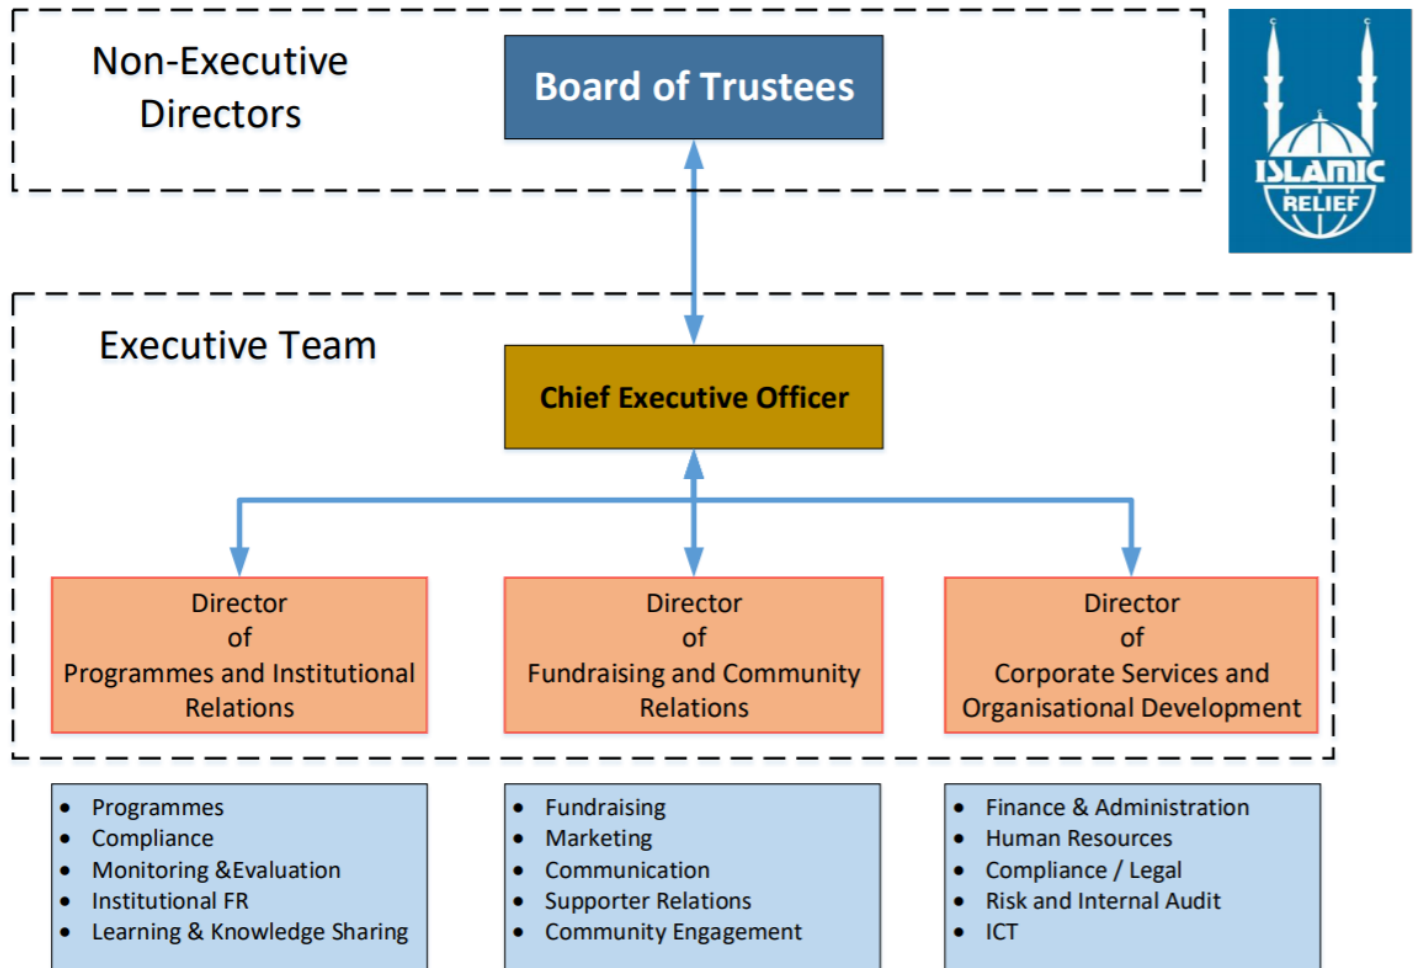 Non-Executive
Directors
Board of Trustees
ISLAMIC
RELIEF
Executive Team
Chief Executive Officer
Director
of
Programmes and Institutional
Relations
Director
of
Fundraising and Community
Relations
Director
of
Corporate Services and
Organisational Development
• Programmes
• Compliance
• Monitoring &Evaluation
• Institutional FR
• Learning & Knowledge Sharing
• Fundraising
• Marketing
• Communication
• Supporter Relations
• Community Engagement
• Finance & Administration
• Human Resources
• Compliance / Legal
• Risk and Internal Audit
• ICT